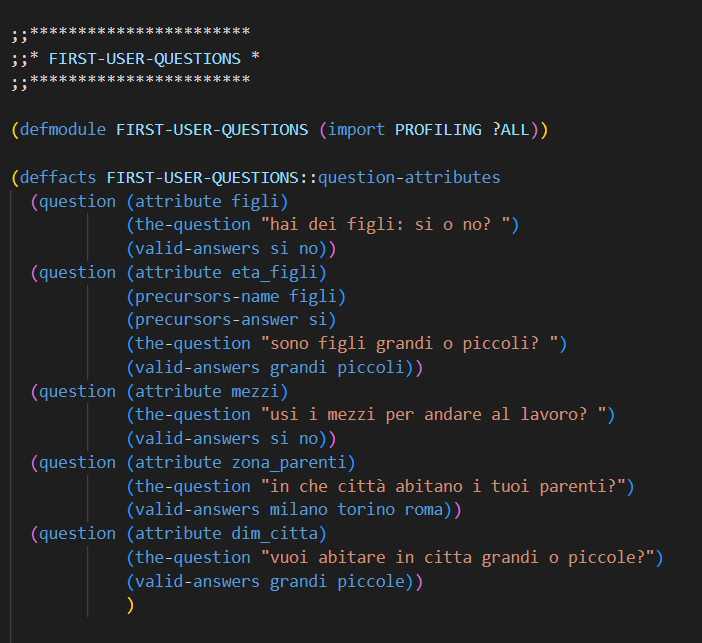 ;;***********************
;;* FIRST-USER-QUESTIONS *
;;***********************
(defmodule FIRST-USER-QUESTIONS (import PROFILING ?ALL))
(deffacts FIRST-USER-QUESTIONS::question-attributes
(question (attribute figli)
(the-question "hai dei figli: si o no? ")
(valid-answers si no))
(question (attribute eta_figli)
(precursors-name figli)
(precursors-answer si)
(the-question "sono figli grandi o piccoli? ")
(valid-answers grandi piccoli))
(question (attribute mezzi)
(the-question "usi i mezzi per andare al lavoro? ")
(valid-answers si no))
(question (attribute zona_parenti)
(the-question "in che città abitano i tuoi parenti?")
(valid-answers milano torino roma))
(question (attribute dim_citta)
(the-question "vuoi abitare in citta grandi o piccole?")
(valid-answers grandi piccole))
)